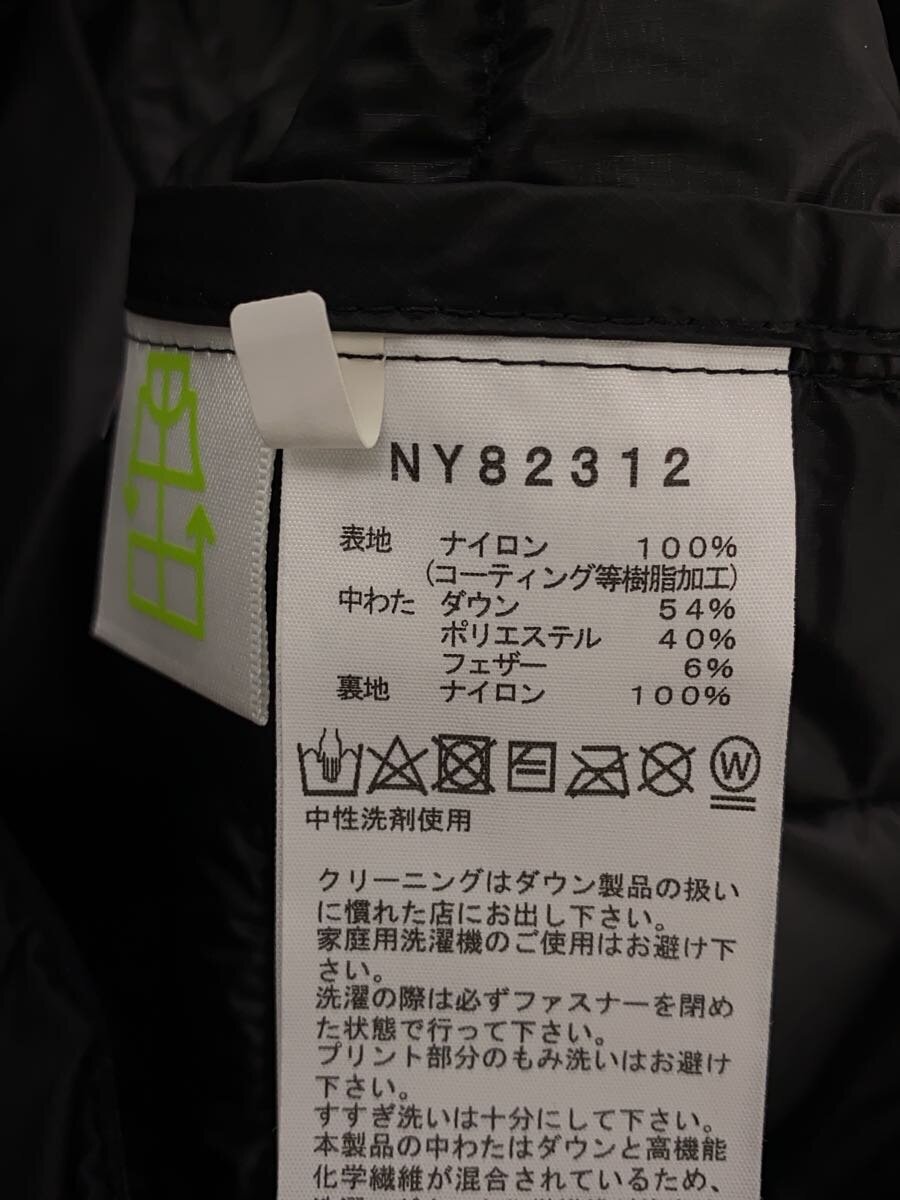 NY82312
表地 ナイロン 100%
(コーティング等樹脂加工)
中わた ダウン 54%
ポリエステル 40%
フェザー 6%
裏地 ナイロン 100%
W
中性洗剤使用
クリーニングはダウン製品の扱い
に慣れた店にお出し下さい。
家庭用洗濯機のご使用はお避け下
さい。
洗濯の際は必ずファスナーを閉め
た状態で行って下さい。
プリント部分のもみ洗いはお避け
下さい。
すすぎ洗いは十分にして下さい。
本製品の中わたはダウンと高機能
化学繊維が混合されているため、